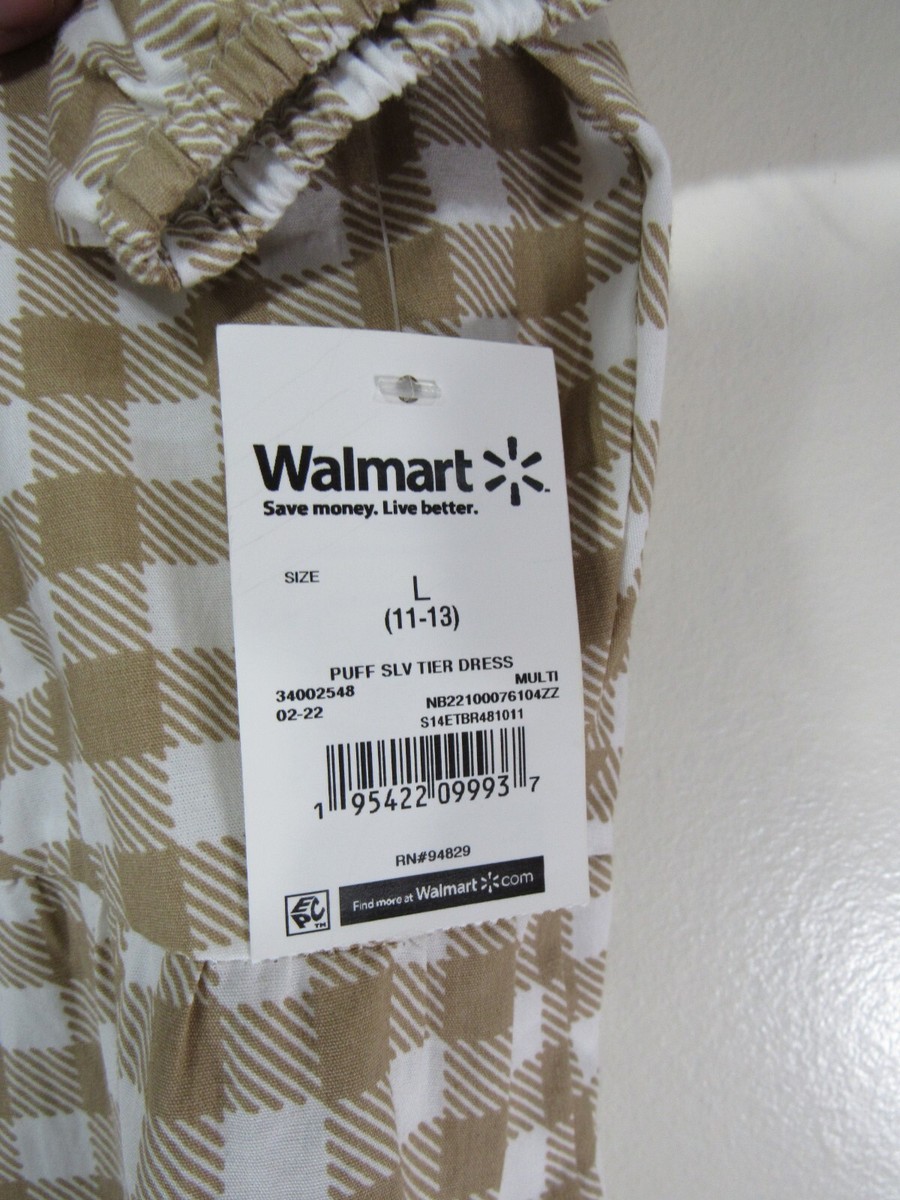 Walmart
Save money. Live better.
SIZE
L
(11-13)
PUFF SLV TIER DRESS
34002548 MULTI
02-22 NB22100076104ZZ
S14ETBR481011
1 95422 09993 7
RN#94829
EPC™ Find more at Walmart com